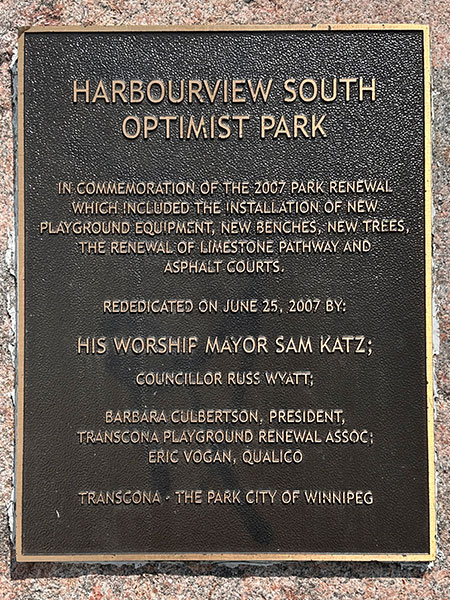 HARBOURVIEW SOUTH
OPTIMIST PARK
IN COMMEMORATION OF THE 2007 PARK RENEWAL
WHICH INCLUDED THE INSTALLATION OF NEW
PLAYGROUND EQUIPMENT, NEW BENCHES, NEW TREES,
THE RENEWAL OF LIMESTONE PATHWAY AND
ASPHALT COURTS.
REDEDICATED ON JUNE 25, 2007 BY:
HIS WORSHIP MAYOR SAM KATZ;
COUNCILLOR RUSS WYATT;
BARBARA CULBERTSON, PRESIDENT,
TRANSCONA PLAYGROUND RENEWAL ASSOC;
ERIC VOGAN, QUALICO
TRANSCONA - THE PARK CITY OF WINNIPEG